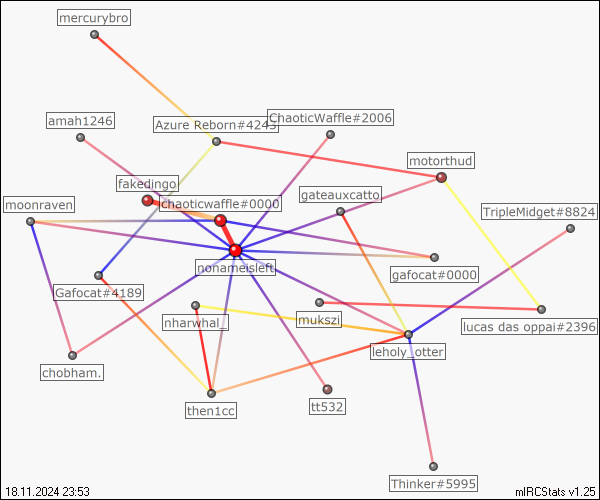 mercurybro
amah1246
ChaoticWaffle#2006
Azure Reborn#4243
motorthud
fakedingo
chaoticwaffle#0000
gateauxcatto
moonraven
TripleMidget#8824
nonameisleft
gafocat#0000
Gafocat#4189
nharwhal_
mukszi
lucas das oppai#2396
leholy_otter
chobham.
then1cc
tt532
Thinker#5995
18.11.2024 23:53
mIRCStats v1.25